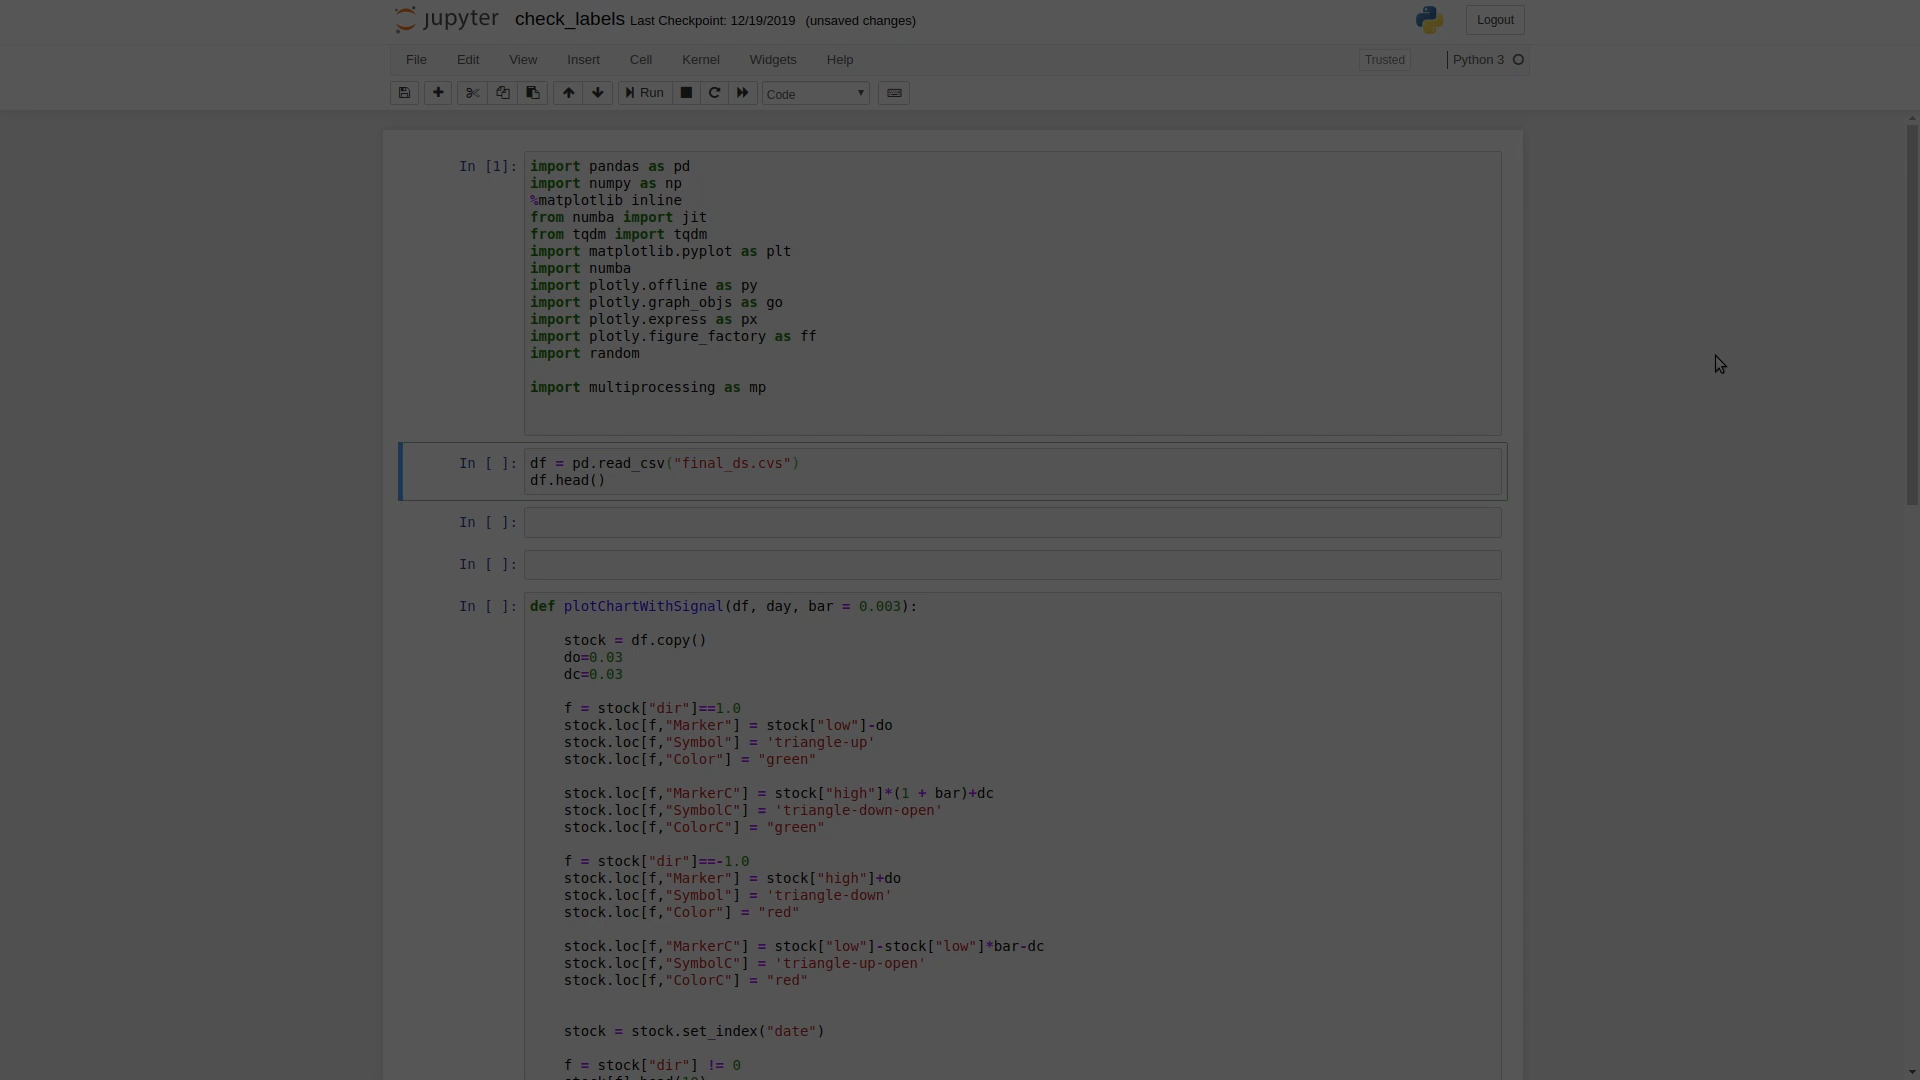 jupyter check_labels Last Checkpoint: 12/19/2019 (unsaved changes) Logout
File Edit View Insert Cell Kernel Widgets Help Trusted Python 3
Run Code
In [1]: import pandas as pd
import numpy as np
%matplotlib inline
from numba import jit
from tqdm import tqdm
import matplotlib.pyplot as plt
import numba
import plotly.offline as py
import plotly.graph_objs as go
import plotly.express as px
import plotly.figure_factory as ff
import random
import multiprocessing as mp
In [ ]: df = pd.read_csv("final_ds.cvs")
df.head()
In [ ]:
In [ ]:
In [ ]: def plotChartWithSignal(df, day, bar = 0.003):
stock = df.copy()
do=0.03
dc=0.03
f = stock["dir"]==1.0
stock.loc[f,"Marker"] = stock["low"]-do
stock.loc[f,"Symbol"] = 'triangle-up'
stock.loc[f,"Color"] = "green"
stock.loc[f,"MarkerC"] = stock["high"]*(1 + bar)+dc
stock.loc[f,"SymbolC"] = 'triangle-down-open'
stock.loc[f,"ColorC"] = "green"
f = stock["dir"]==-1.0
stock.loc[f,"Marker"] = stock["high"]+do
stock.loc[f,"Symbol"] = 'triangle-down'
stock.loc[f,"Color"] = "red"
stock.loc[f,"MarkerC"] = stock["low"]-stock["low"]*bar-dc
stock.loc[f,"SymbolC"] = 'triangle-up-open'
stock.loc[f,"ColorC"] = "red"
stock = stock.set_index("date")
f = stock["dir"] != 0